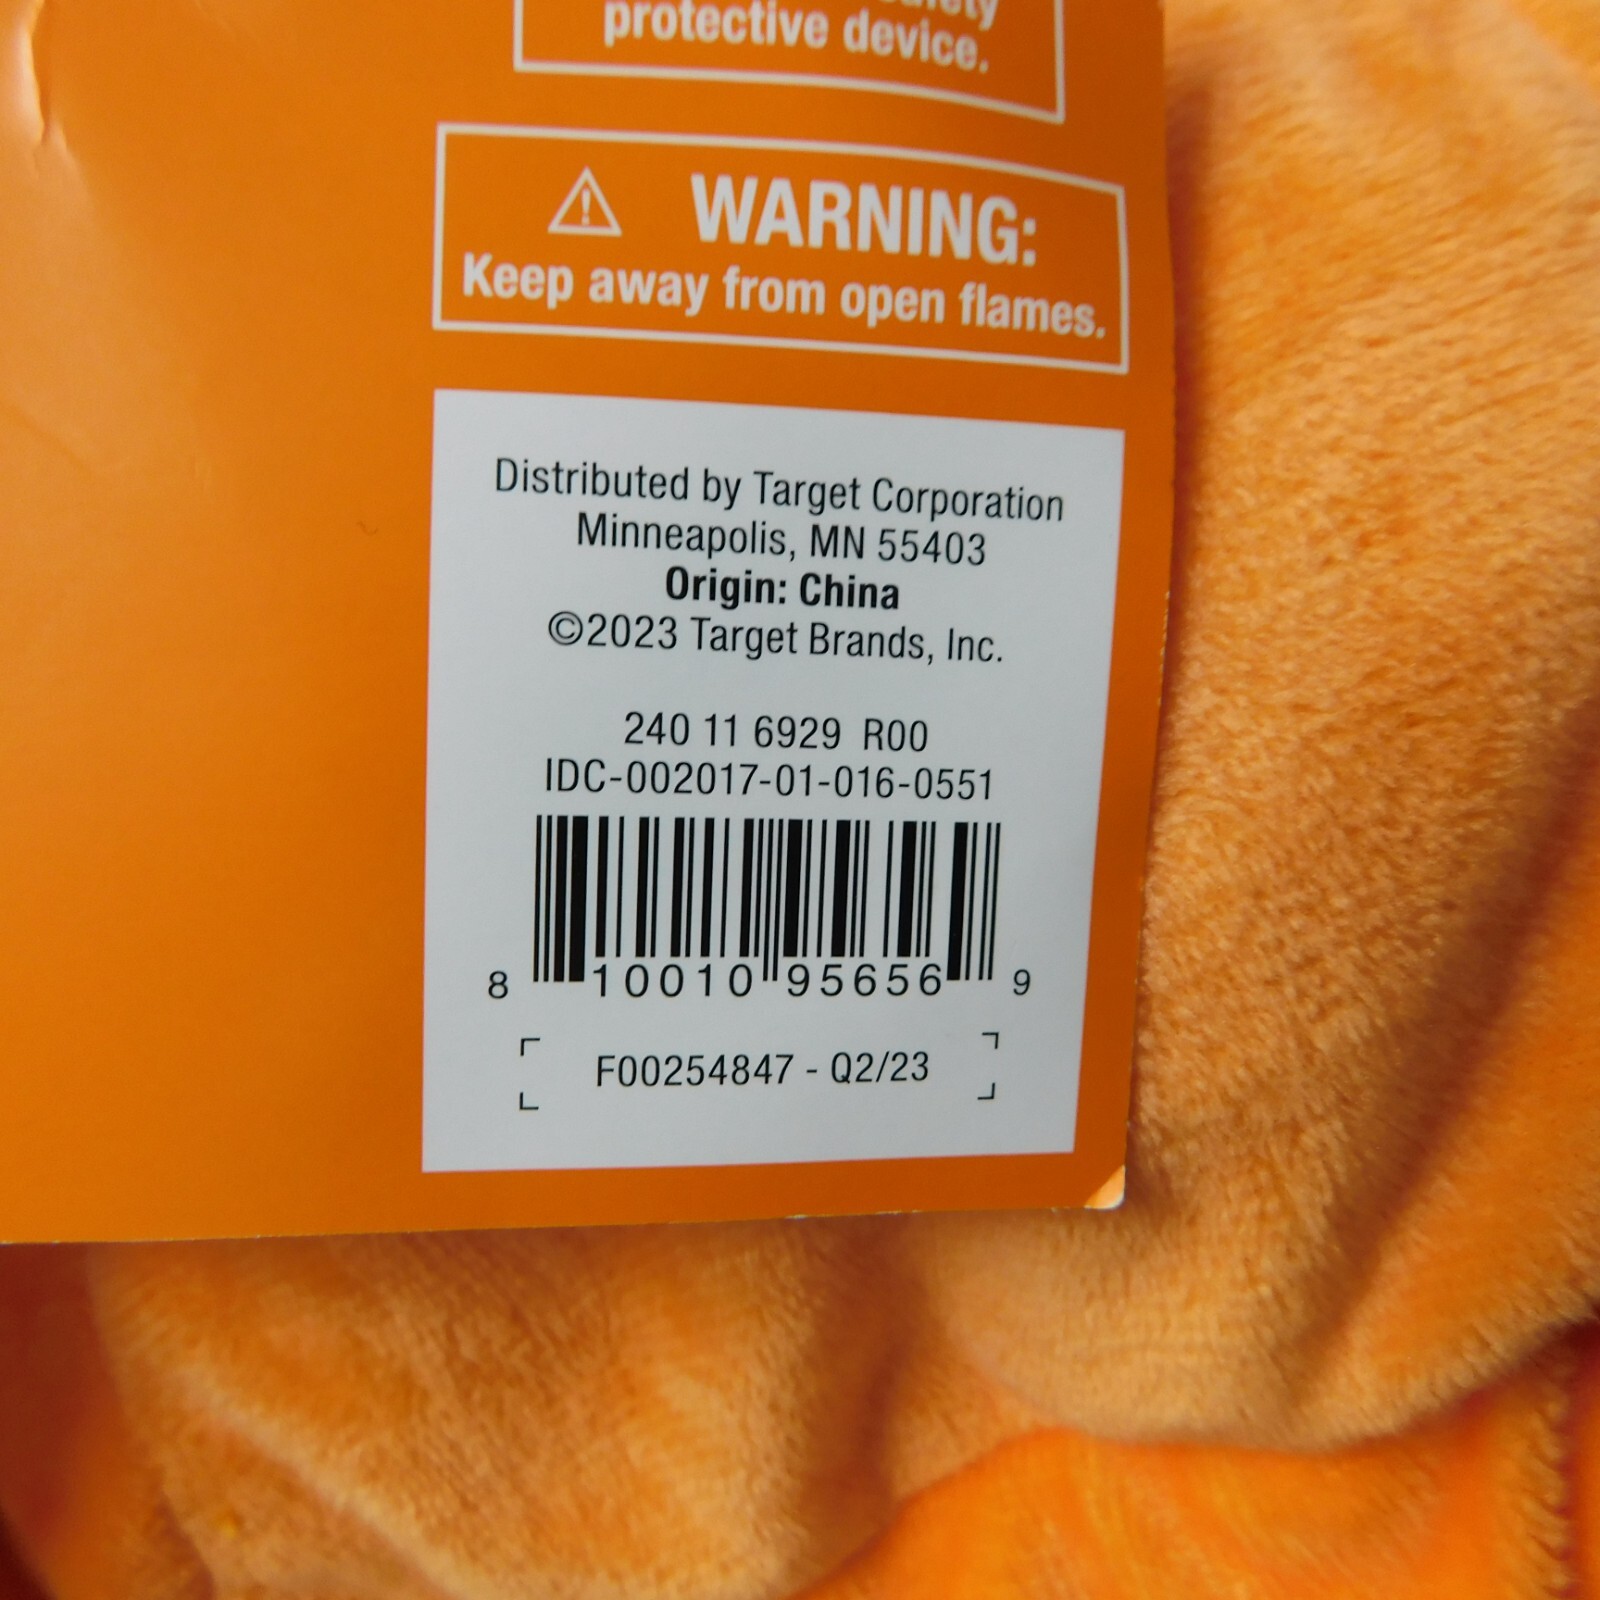 protective device.
WARNING:
Keep away from open flames.
Distributed by Target Corporation
Minneapolis, MN 55403
Origin: China
©2023 Target Brands, Inc.
240 11 6929 R00
IDC-002017-01-016-0551
8 10010 95656 9
F00254847 - Q2/23